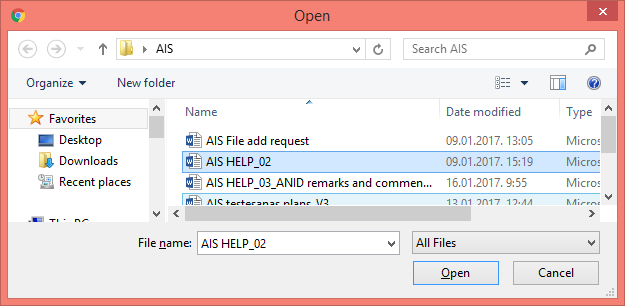 Open
AIS
Search AIS
Organize
New folder
Favorites
Desktop
Downloads
Recent places
This PC
Name
Date modified
Type
AIS File add request
09.01.2017. 13:05
Micros
AIS HELP_02
09.01.2017. 15:19
Micros
AIS HELP_03_ANID remarks and commen...
16.01.2017. 9:55
Micros
AIS testesanas plans_V3
13.01.2017. 12:44
Micros
File name:
AIS HELP_02
All Files
Open
Cancel